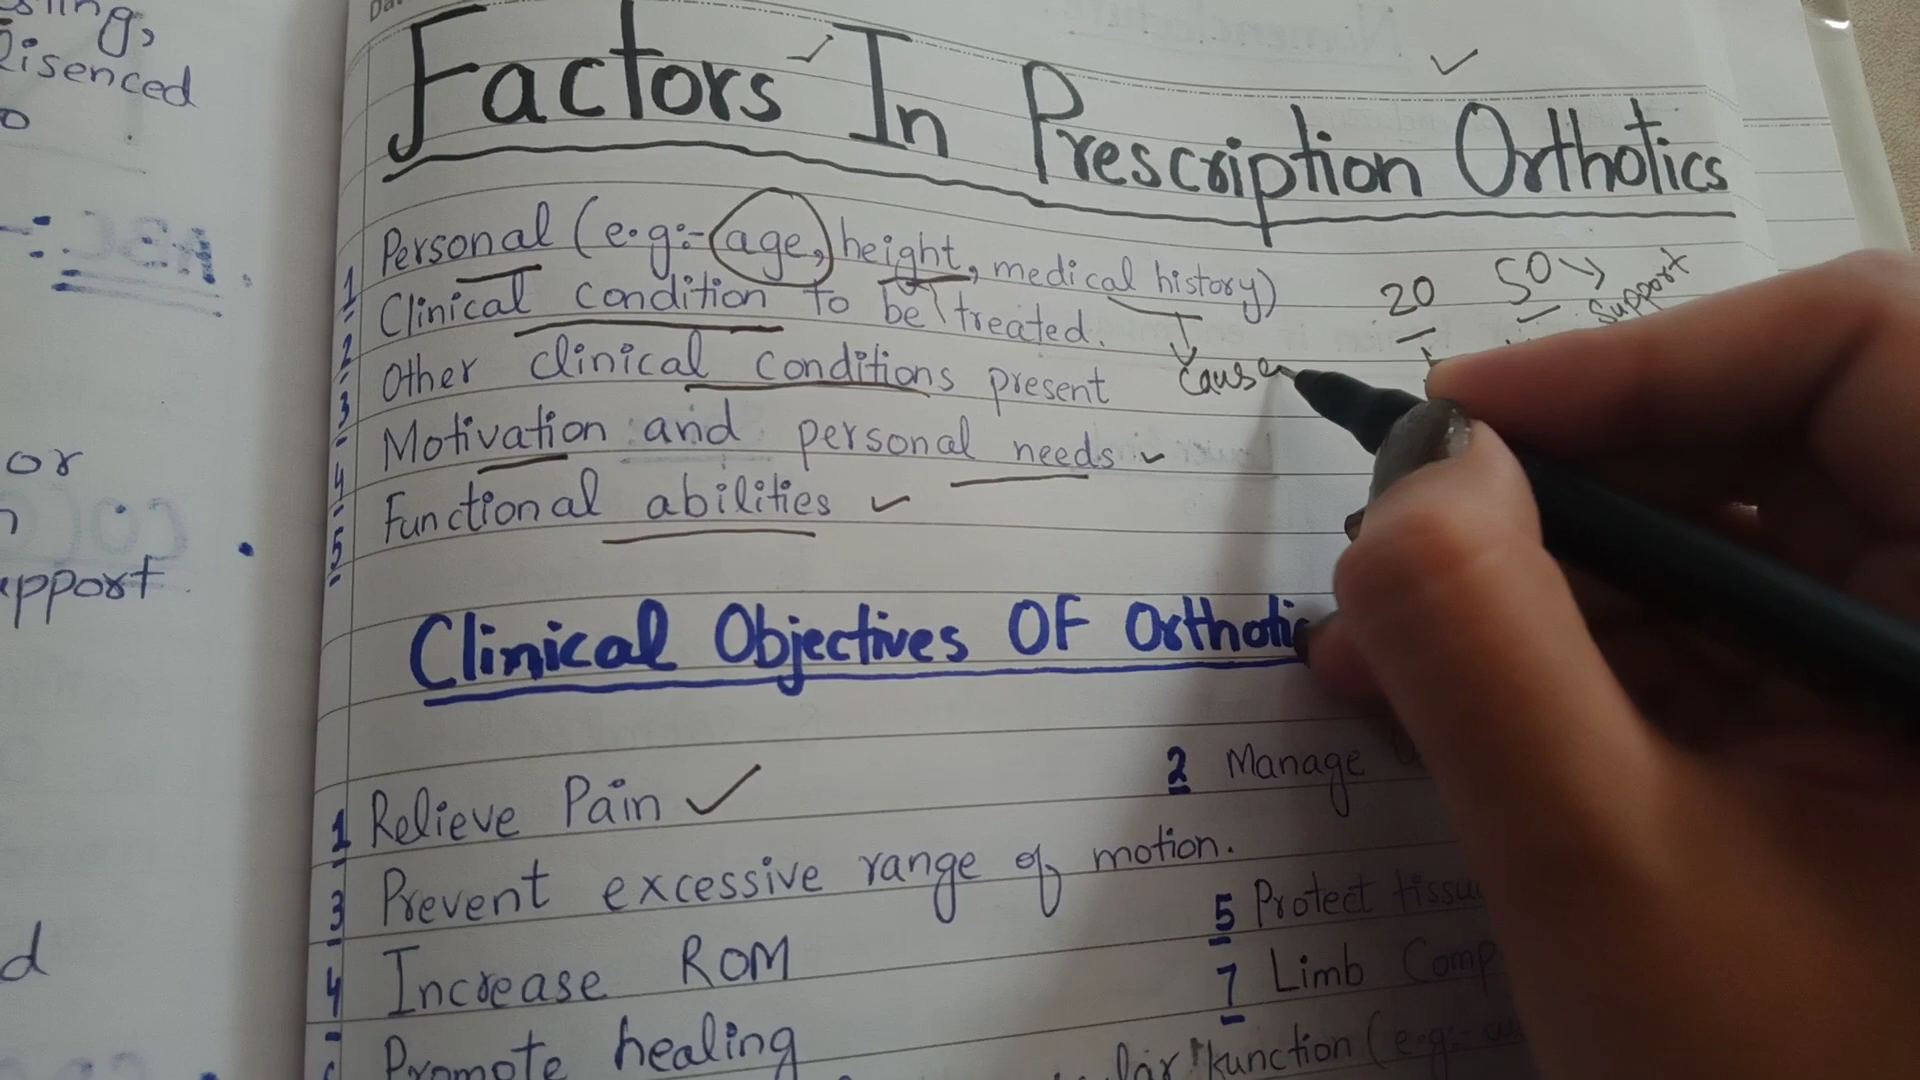 Risenced
or
support
Factors In Prescription Orthotics
1 Personal (e.g:- age, height, medical history)
20 50 → support
2 Clinical condition to be treated.
cause
3 Other clinical conditions present
4 Motivation and personal needs
5 Functional abilities
Clinical Objectives OF
1 Relieve Pain
2 Manage
3 Prevent excessive range of motion.
4 Increase ROM
5 Protect
7 Limb
Promote healing
function (e.g:-